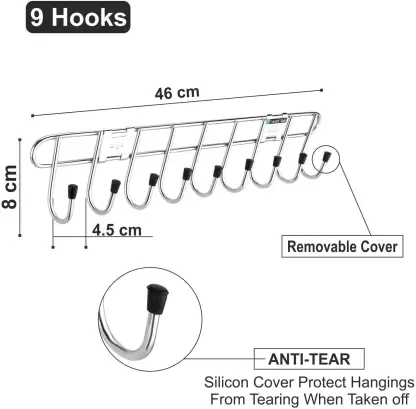 9 Hooks
46 cm
8 cm
4.5 cm
Removable Cover
ANTI-TEAR
Silicon Cover Protect Hangings
From Tearing When Taken off